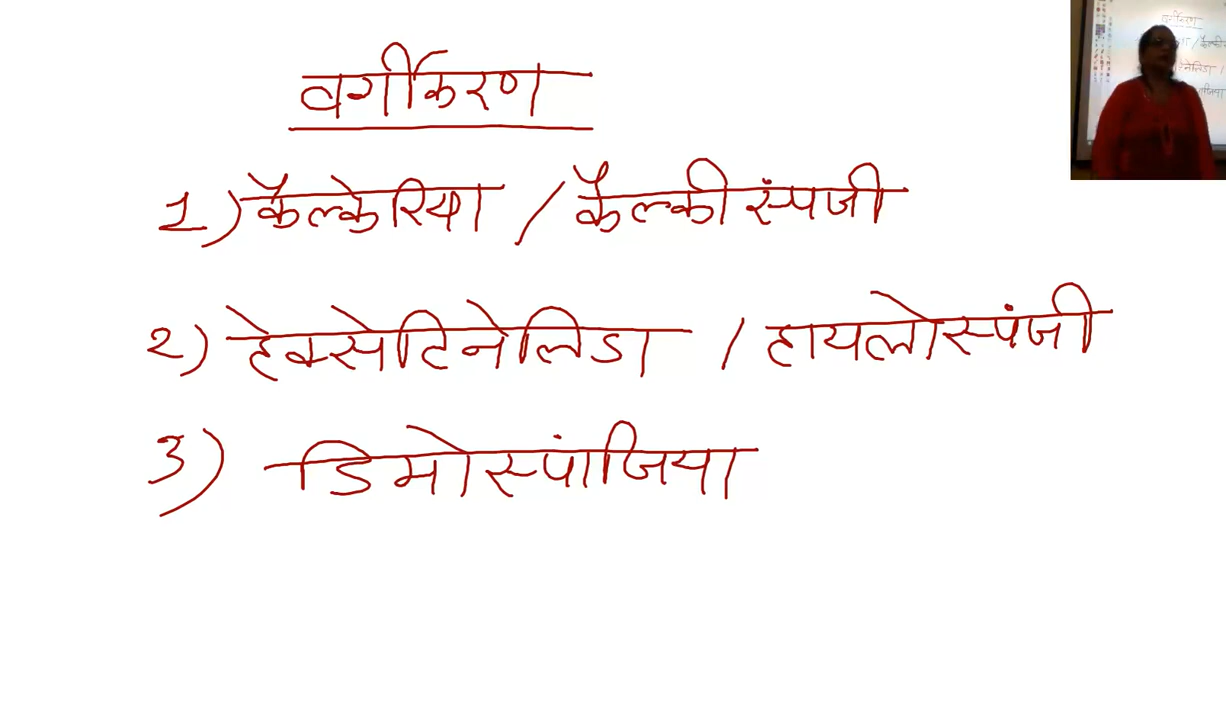 वर्गीकरण
1) कैल्केरिया / कैल्की स्पंजी
2) हेक्सेटिनेलिडा / हायलोस्पंजी
3) डिमोस्पांजिया